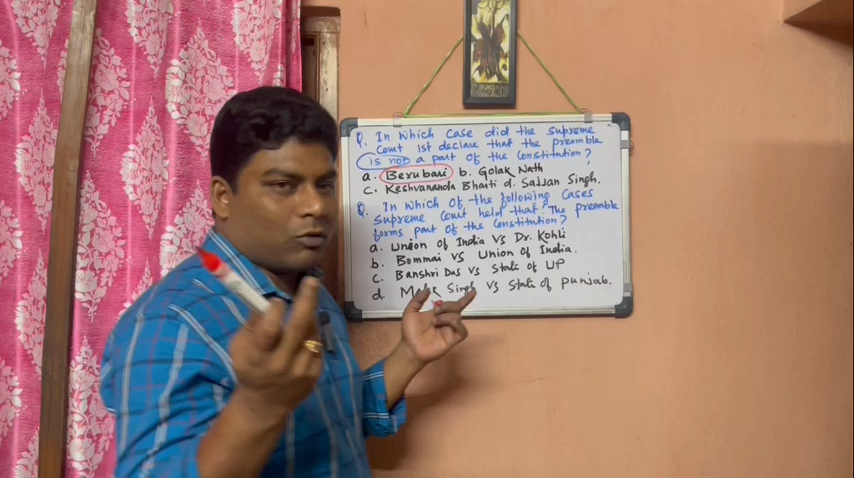 Q. In which case did the supreme
Court 1st declare that the preamble
is not a part of the constitution?
a. Berubari b. Golak Nath
c. Keshvananda Bharti d. Sajjan Singh.
Q. In which of the following cases
supreme Court held that "The preamble
forms part of the constitution?
a. Union of India vs Dr. Kohli
b. Bommai vs Union of India.
c. Banshri Das vs State of UP
d. Singh vs State of punjab.